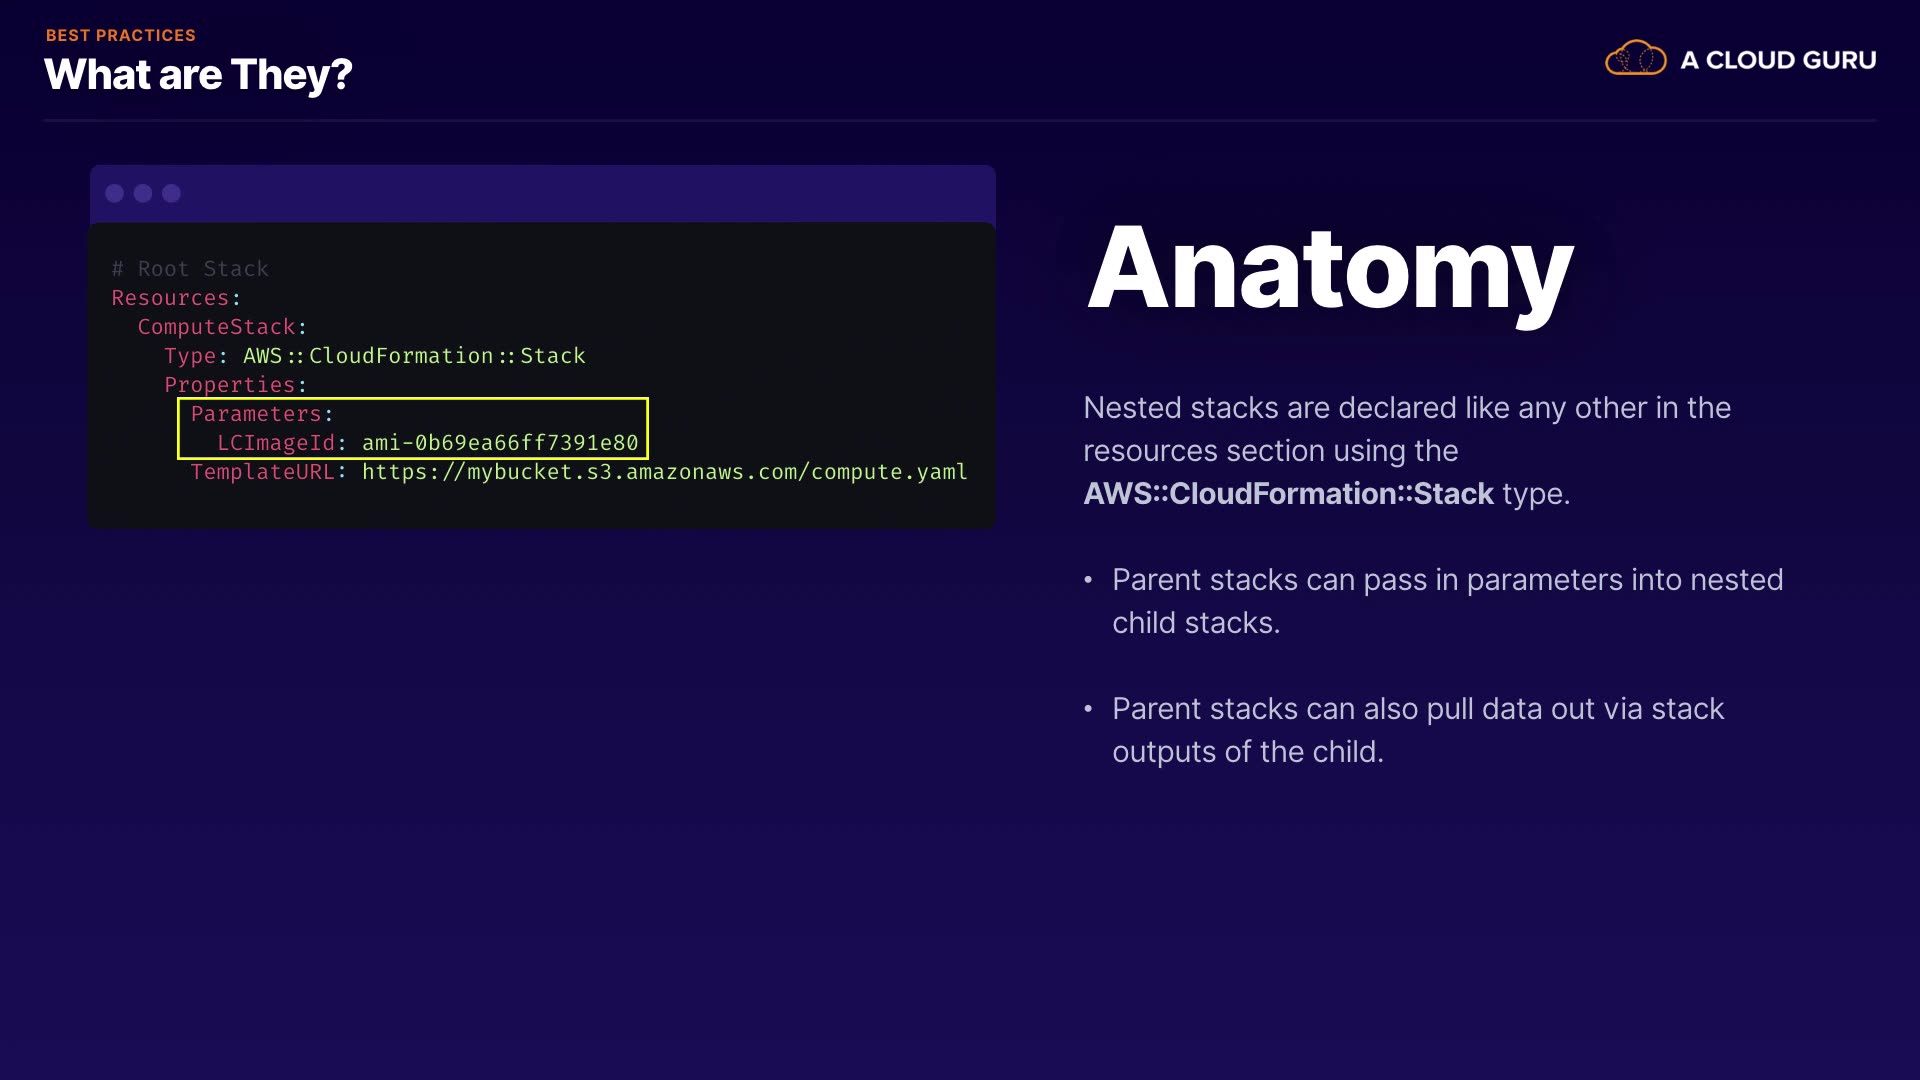 BEST PRACTICES
What are They?
A CLOUD GURU
# Root Stack
Resources:
  ComputeStack:
    Type: AWS::CloudFormation::Stack
    Properties:
      Parameters:
        LCImageId: ami-0b69ea66ff7391e80
      TemplateURL: https://mybucket.s3.amazonaws.com/compute.yaml
Anatomy
Nested stacks are declared like any other in the
resources section using the
AWS::CloudFormation::Stack type.
• Parent stacks can pass in parameters into nested
child stacks.
• Parent stacks can also pull data out via stack
outputs of the child.